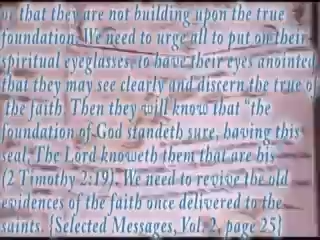 or that they are not building upon the true
foundation. We need to urge all to put on their
spiritual eyeglasses, to have their eyes anointed
that they may see clearly and discern the true of
the faith. Then they will know that "the
foundation of God standeth sure, having this
seal, The Lord knoweth them that are his
(2 Timothy 2:19). We need to revive the old
evidences of the faith once delivered to the
saints. {Selected Messages, Vol. 2, page 25}